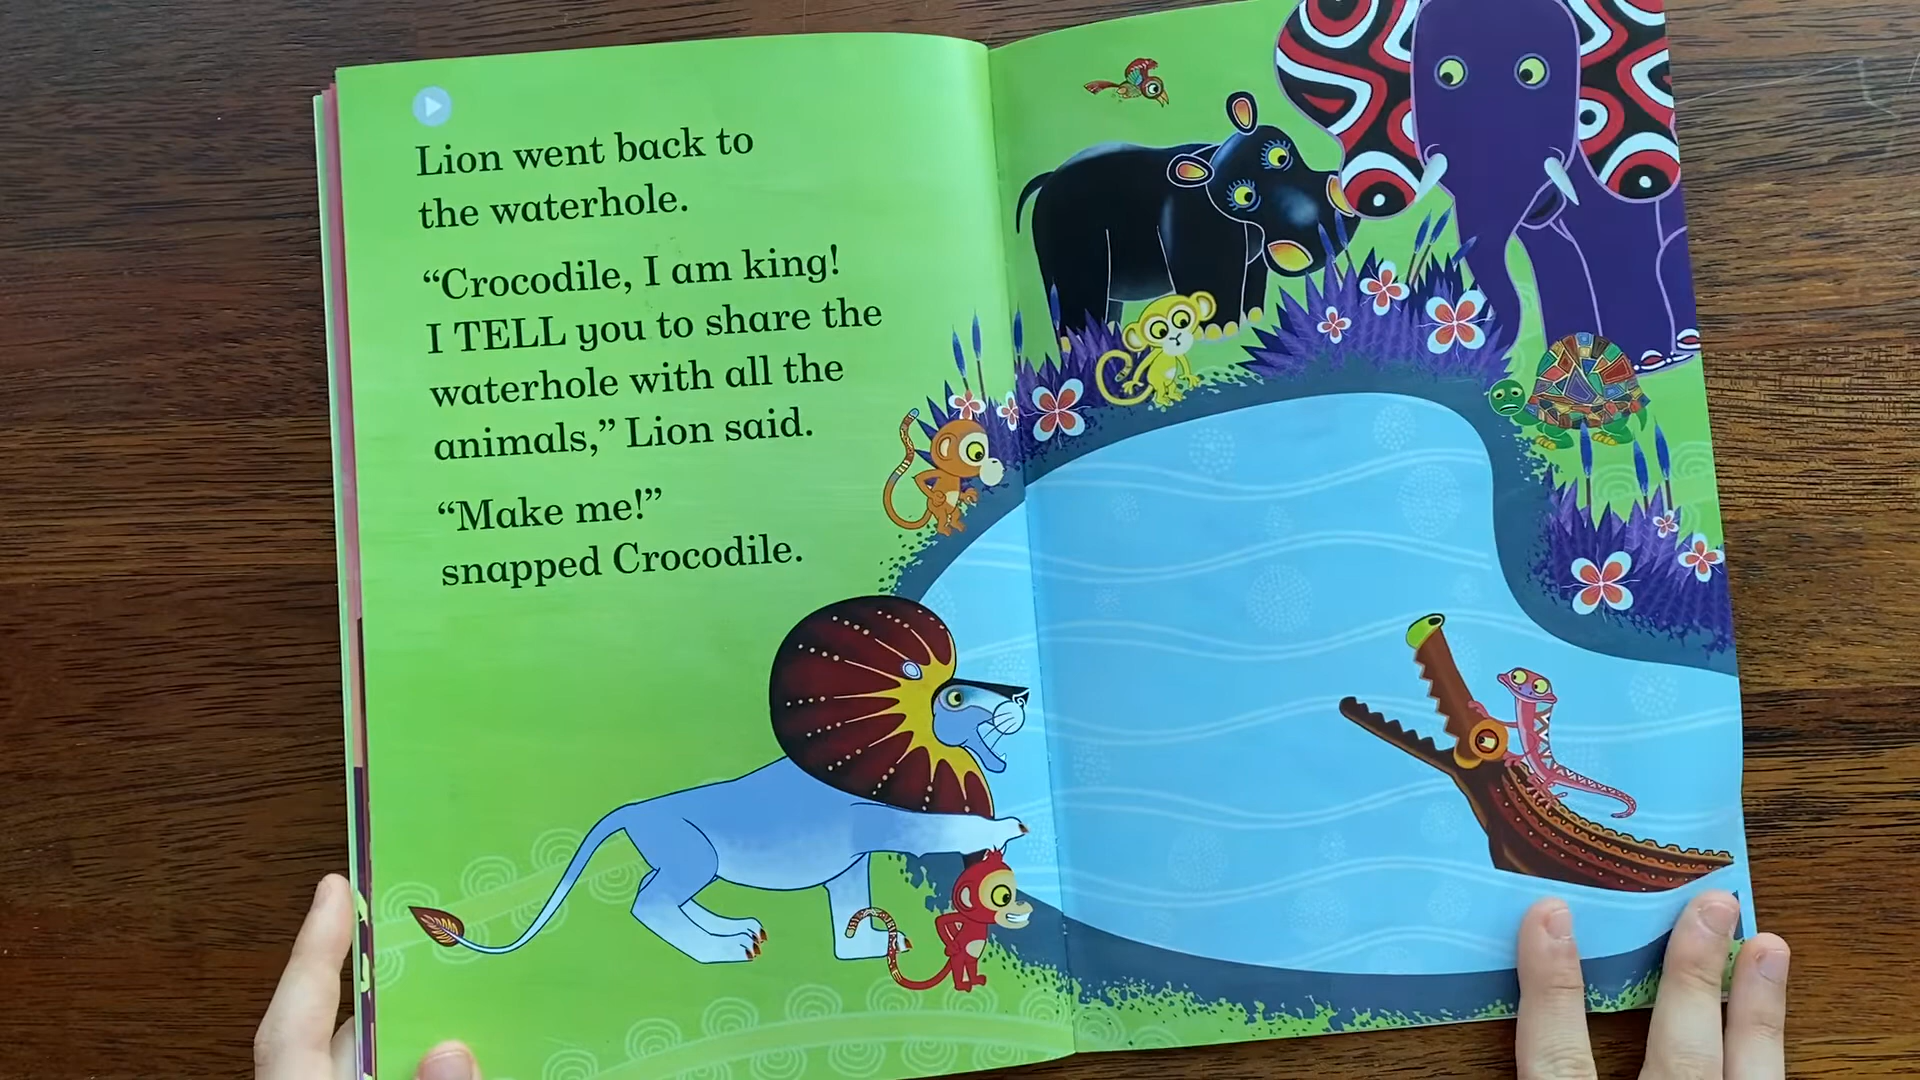 Lion went back to
the waterhole.
“Crocodile, I am king!
I TELL you to share the
waterhole with all the
animals,” Lion said.
“Make me!”
snapped Crocodile.